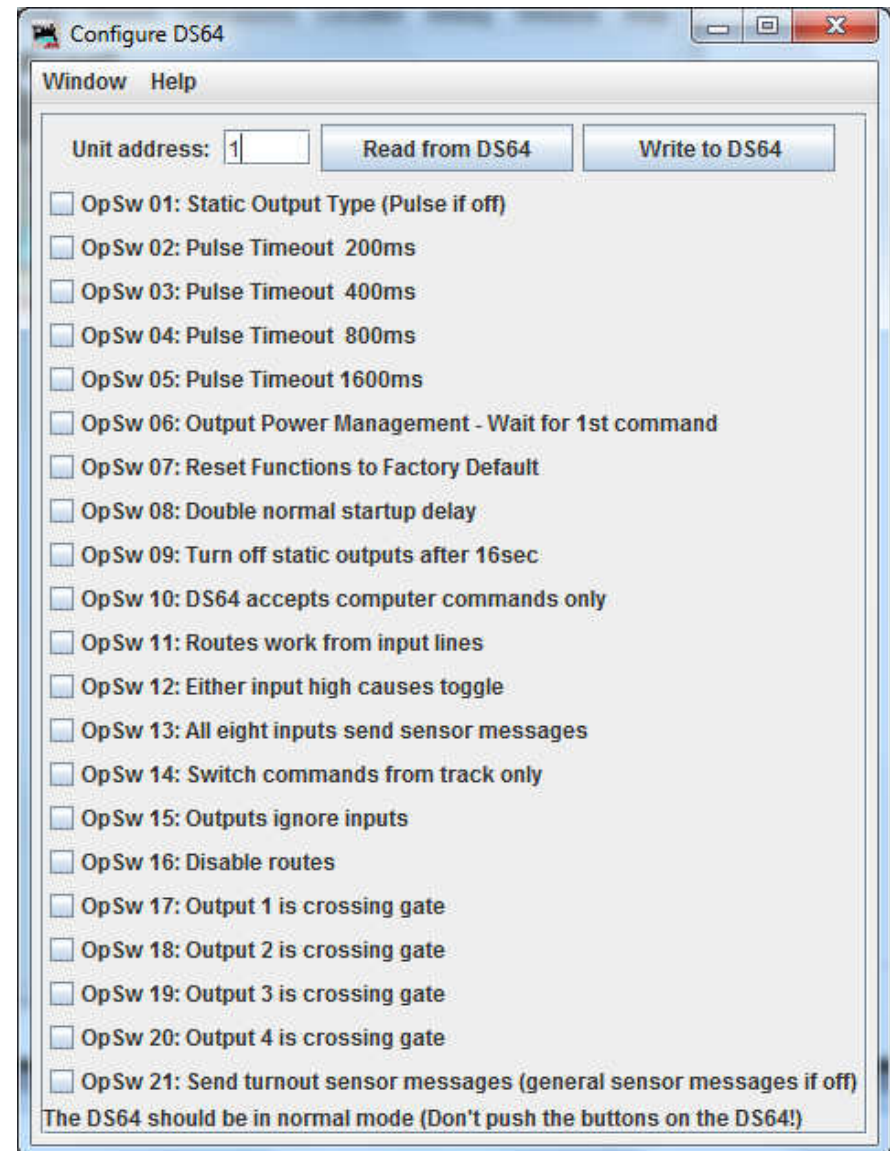 Configure DS64
Window Help
Unit address: 1 Read from DS64 Write to DS64
OpSw 01: Static Output Type (Pulse if off)
OpSw 02: Pulse Timeout 200ms
OpSw 03: Pulse Timeout 400ms
OpSw 04: Pulse Timeout 800ms
OpSw 05: Pulse Timeout 1600ms
OpSw 06: Output Power Management - Wait for 1st command
OpSw 07: Reset Functions to Factory Default
OpSw 08: Double normal startup delay
OpSw 09: Turn off static outputs after 16sec
OpSw 10: DS64 accepts computer commands only
OpSw 11: Routes work from input lines
OpSw 12: Either input high causes toggle
OpSw 13: All eight inputs send sensor messages
OpSw 14: Switch commands from track only
OpSw 15: Outputs ignore inputs
OpSw 16: Disable routes
OpSw 17: Output 1 is crossing gate
OpSw 18: Output 2 is crossing gate
OpSw 19: Output 3 is crossing gate
OpSw 20: Output 4 is crossing gate
OpSw 21: Send turnout sensor messages (general sensor messages if off)
The DS64 should be in normal mode (Don't push the buttons on the DS64!)